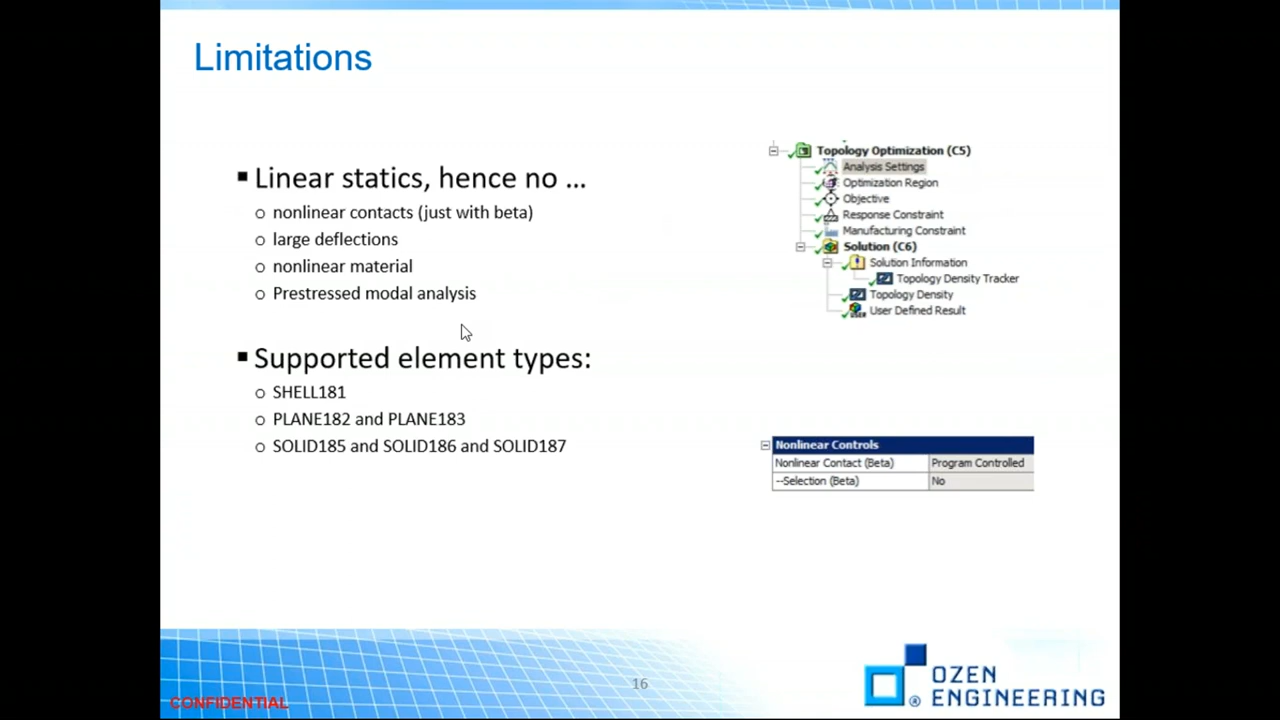 Limitations
▪ Linear statics, hence no ...
o nonlinear contacts (just with beta)
o large deflections
o nonlinear material
o Prestressed modal analysis
▪ Supported element types:
o SHELL181
o PLANE182 and PLANE183
o SOLID185 and SOLID186 and SOLID187
Topology Optimization (C5)
Analysis Settings
Optimization Region
Objective
Response Constraint
Manufacturing Constraint
Solution (C6)
Solution Information
Topology Density Tracker
Topology Density
User Defined Result
Nonlinear Controls
Nonlinear Contact (Beta) Program Controlled
--Selection (Beta) No
CONFIDENTIAL
16
OZEN
® ENGINEERING